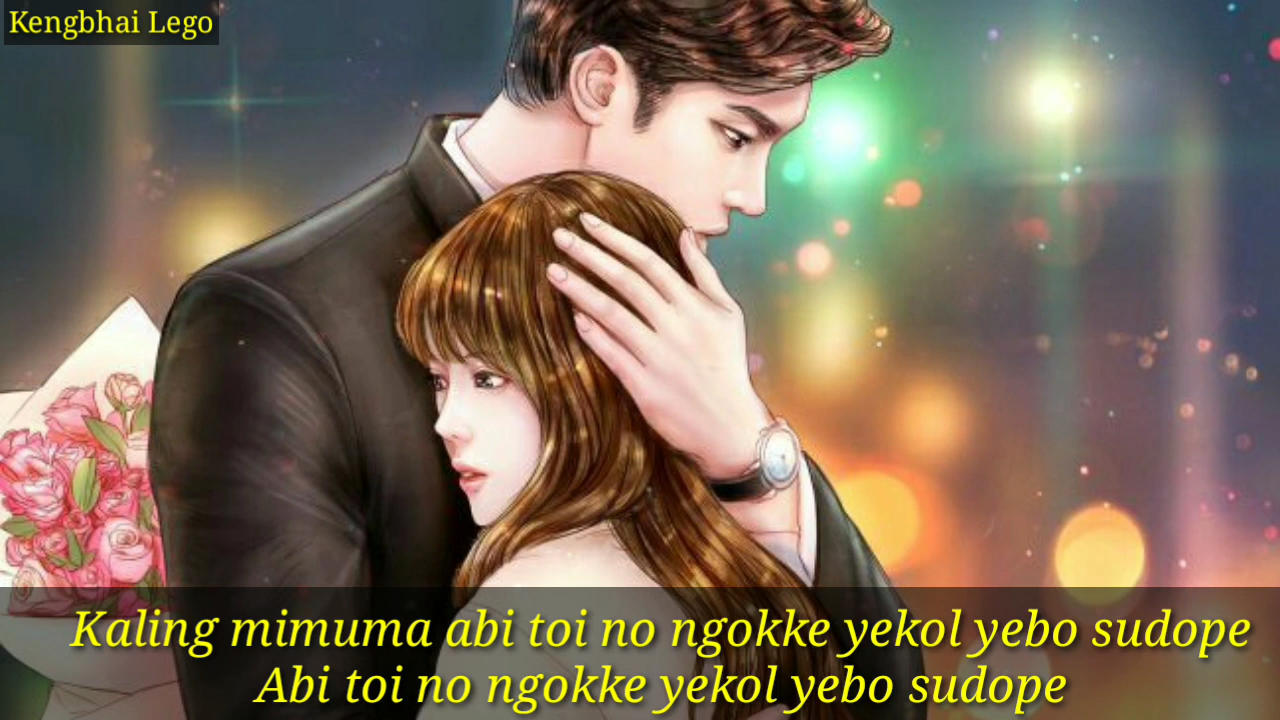 Kengbhai Lego
Kaling mimuma abi toi no ngokke yekol yebo sudope
Abi toi no ngokke yekol yebo sudope